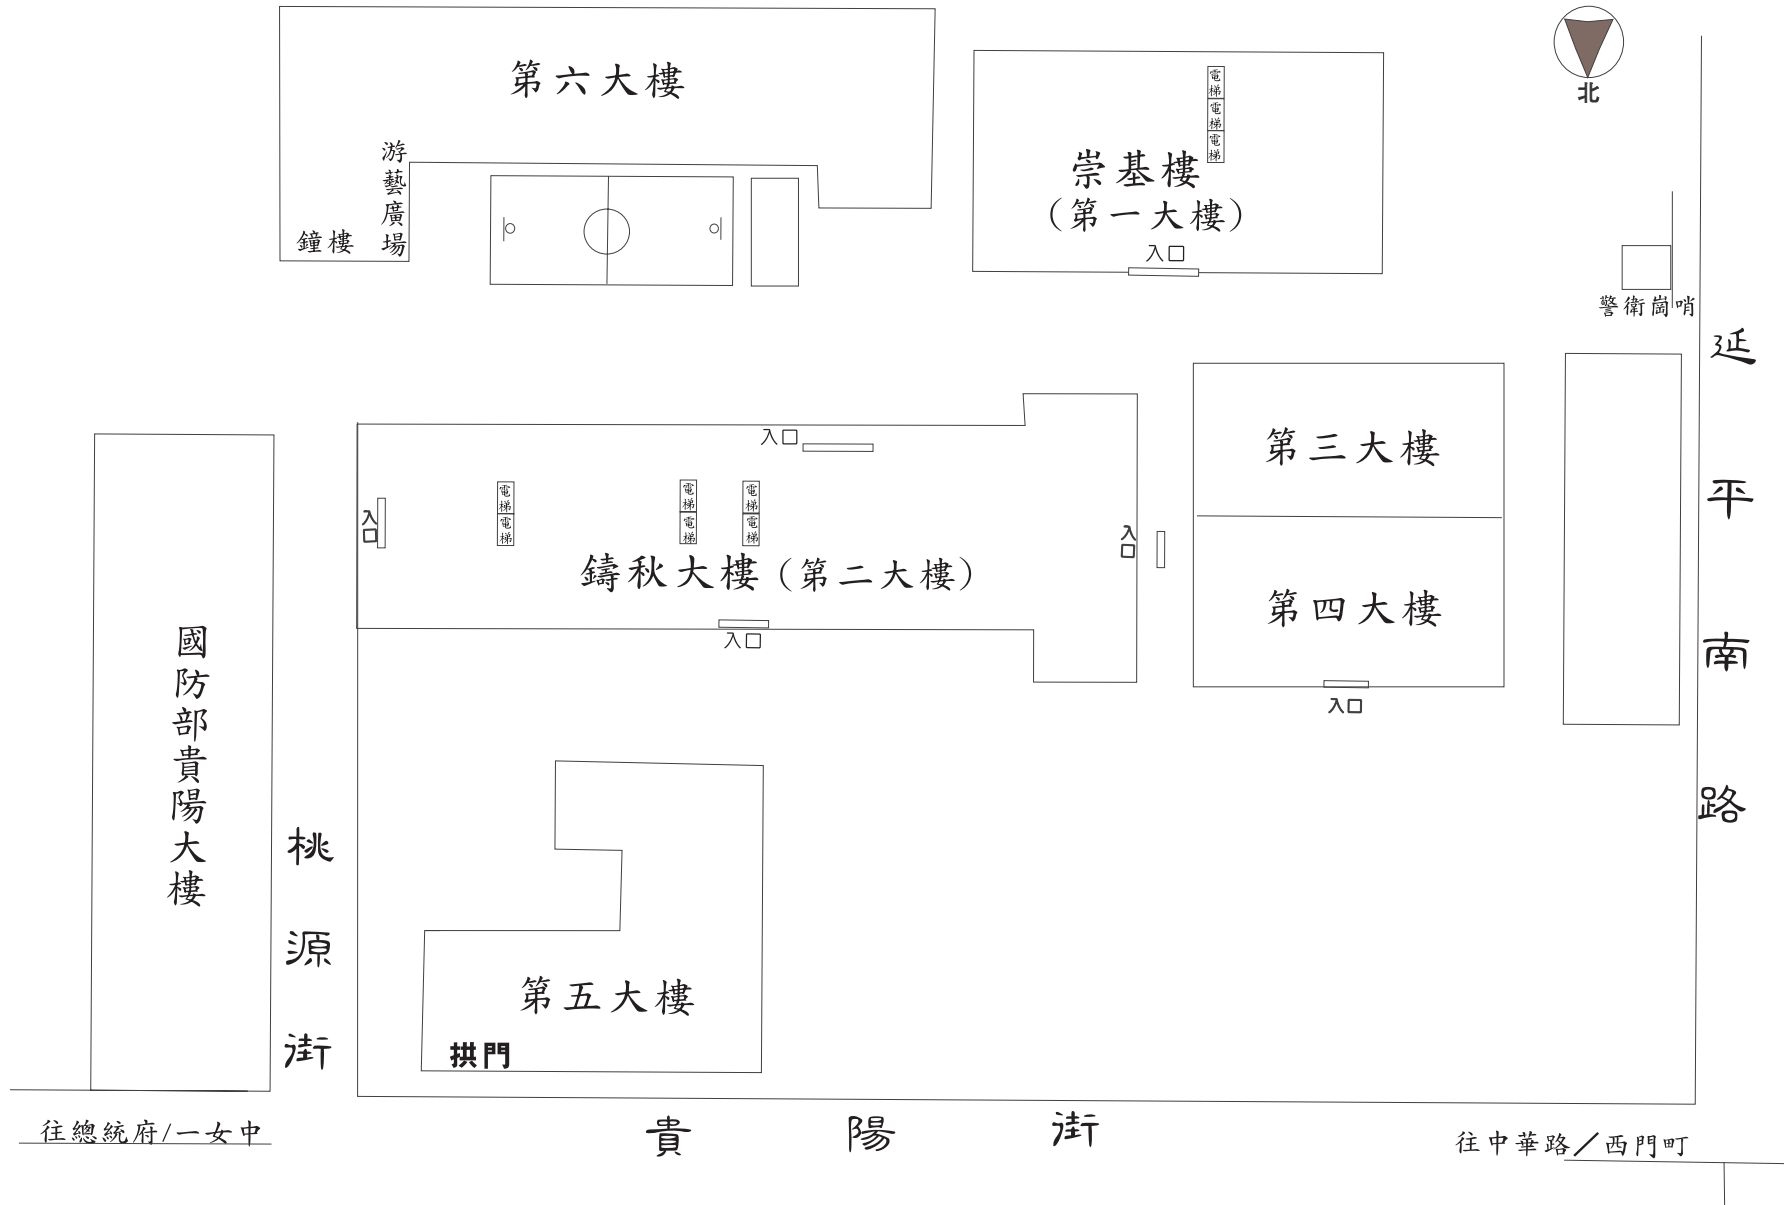 北
第六大樓
游藝廣場
鐘樓
電梯
電梯
電梯
崇基樓
（第一大樓）
入口
警衛崗哨
延平南路
入口
入口
電梯
電梯
電梯
電梯
電梯
電梯
入口
鑄秋大樓（第二大樓）
入口
第三大樓
第四大樓
入口
國防部貴陽大樓
桃源街
第五大樓
拱門
貴陽街
往總統府/一女中
往中華路／西門町